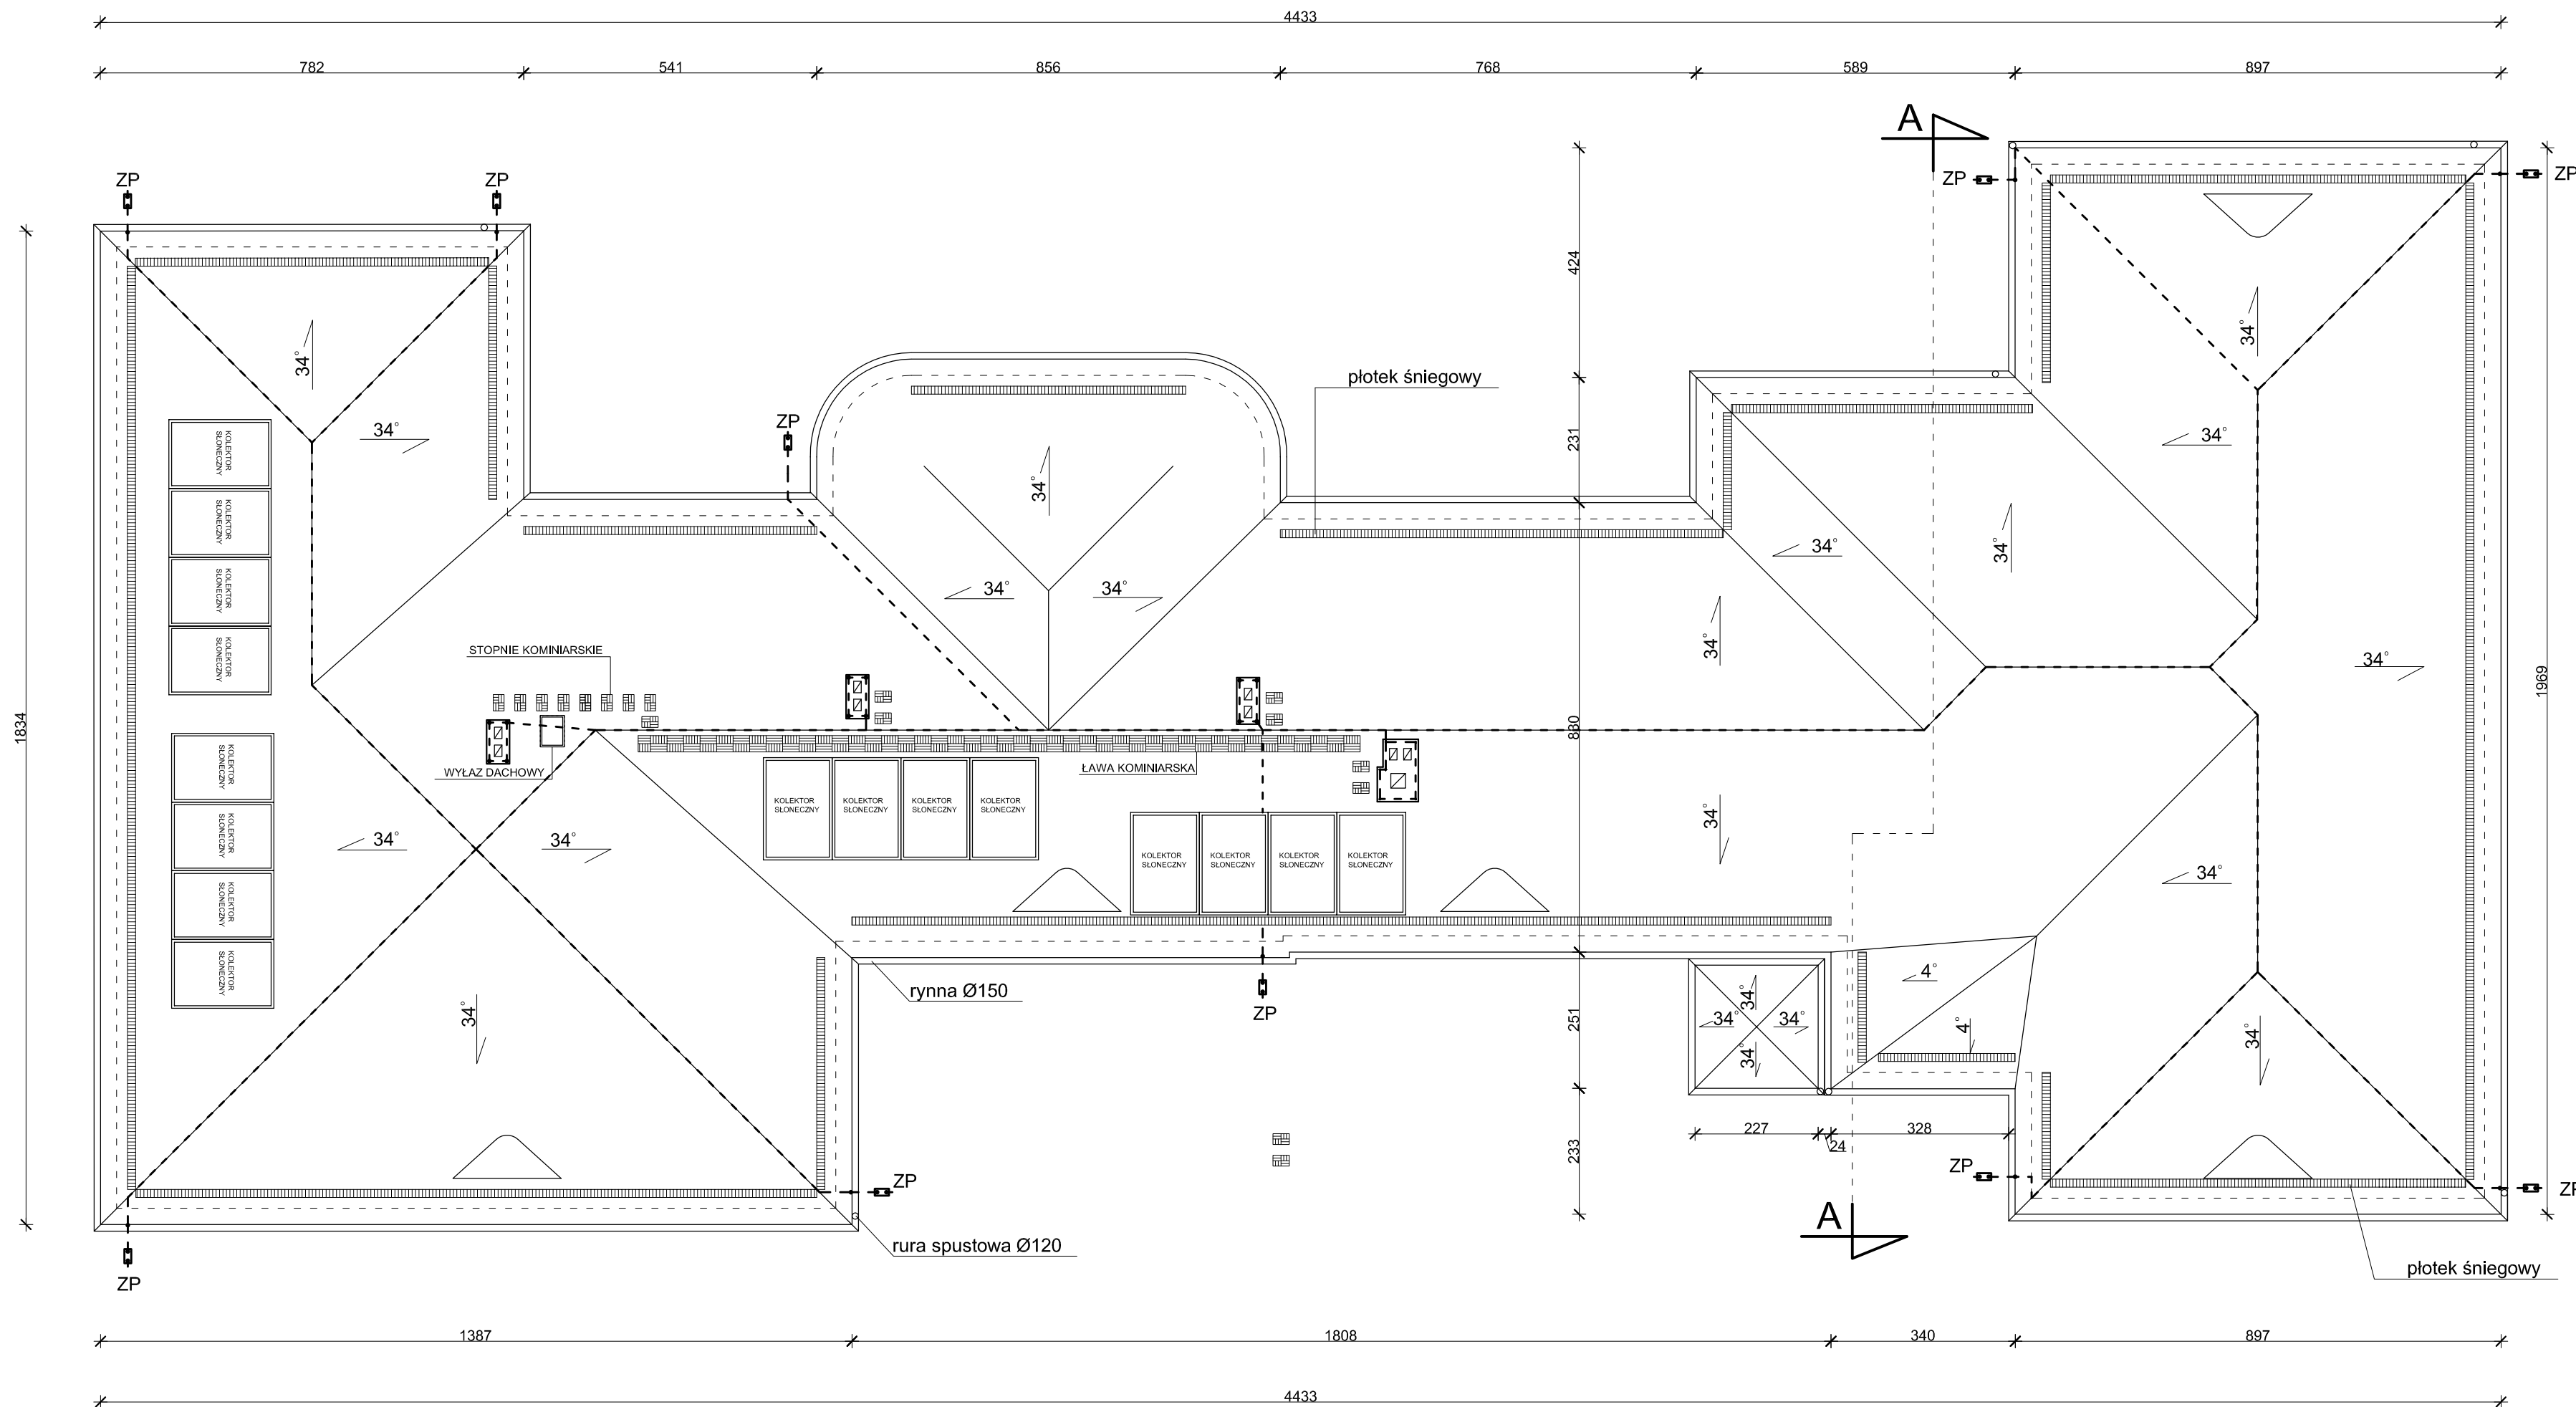 4433
782
541
856
768
589
897
A
ZP
ZP
ZP
ZP
424
34°
34°
płotek śniegowy
34°
ZP
34°
231
34°
KOLEKTOR
SŁONECZNY
KOLEKTOR
SŁONECZNY
KOLEKTOR
SŁONECZNY
KOLEKTOR
SŁONECZNY
34°
34°
34°
34°
34°
34°
STOPNIE KOMINIARSKIE
34°
1834
1969
880
WYŁAZ DACHOWY
ŁAWA KOMINIARSKA
KOLEKTOR
SŁONECZNY
KOLEKTOR
SŁONECZNY
KOLEKTOR
SŁONECZNY
KOLEKTOR
SŁONECZNY
KOLEKTOR
SŁONECZNY
KOLEKTOR
SŁONECZNY
KOLEKTOR
SŁONECZNY
KOLEKTOR
SŁONECZNY
34°
34°
34°
KOLEKTOR
SŁONECZNY
KOLEKTOR
SŁONECZNY
KOLEKTOR
SŁONECZNY
KOLEKTOR
SŁONECZNY
34°
rynna Ø150
34°
ZP
251
34°
34°
34°
34°
4°
4°
34°
233
227
24
328
ZP
ZP
ZP
A
rura spustowa Ø120
ZP
płotek śniegowy
1387
1808
340
897
4433